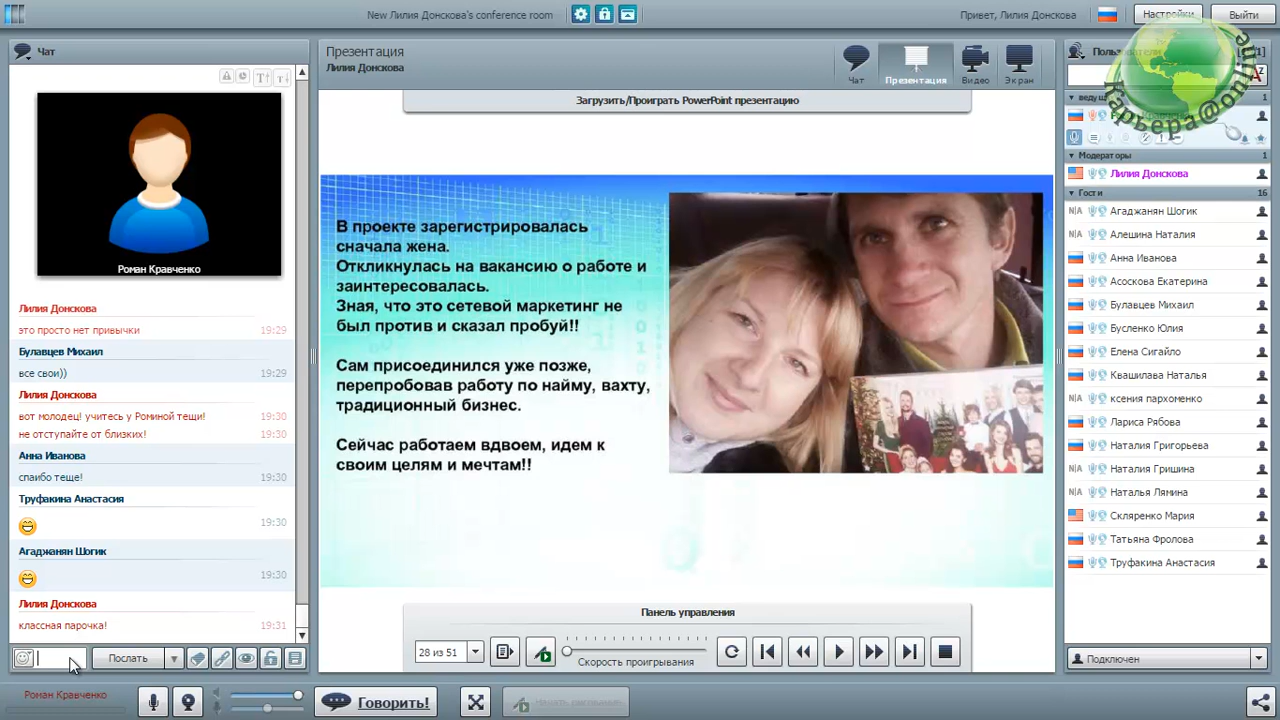 New Лилия Донскова's conference room
Привет, Лилия Донскова
Настройки
Выйти
Чат
Роман Кравченко
Лилия Донскова
это просто нет привычки 19:29
Булавцев Михаил
все свои)) 19:29
Лилия Донскова
вот молодец! учитесь у Роминой тещи! 19:30
не отступайте от близких! 19:30
Анна Иванова
спаибо теще! 19:30
Труфакина Анастасия
19:30
Агаджанян Шогик
19:30
Лилия Донскова
классная парочка! 19:31
Послать
Роман Кравченко
Говорить!
Презентация
Лилия Донскова
Чат
Презентация
Видео
Экран
Загрузить/Проиграть PowerPoint презентацию
В проекте зарегистрировалась
сначала жена.
Откликнулась на вакансию о работе и
заинтересовалась.
Зная, что это сетевой маркетинг не
был против и сказал пробуй!!
Сам присоединился уже позже,
перепробовав работу по найму, вахту,
традиционный бизнес.
Сейчас работаем вдвоем, идем к
своим целям и мечтам!!
Панель управления
28 из 51
Скорость проигрывания
карьера@online
Модераторы 1
Лилия Донскова
Гости 16
N/A Агаджанян Шогик
N/A Алешина Наталия
Анна Иванова
Асоскова Екатерина
Булавцев Михаил
Бусленко Юлия
Елена Сигайло
Квашилава Наталья
N/A ксения пархоменко
Лариса Рябова
Наталия Григорьева
N/A Наталия Гришина
N/A Наталья Лямина
Скляренко Мария
Татьяна Фролова
Труфакина Анастасия
Подключен